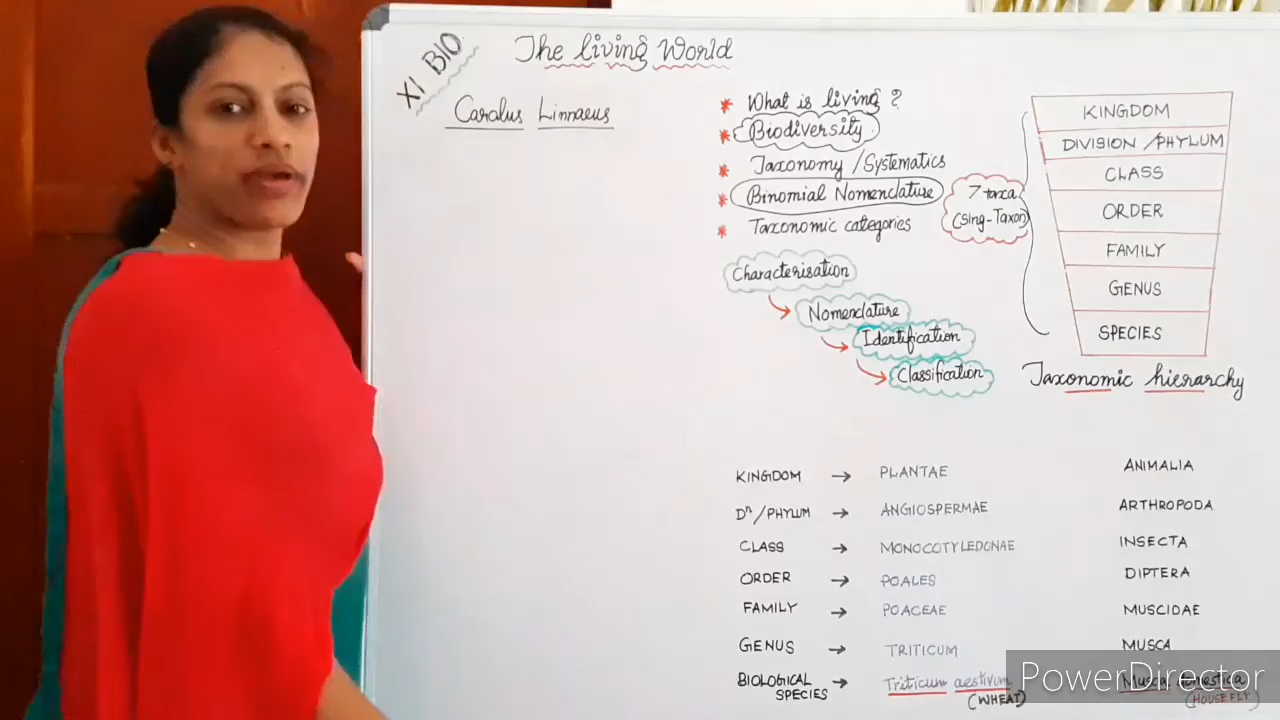 XI BIO
The Living World
Carolus Linnaeus
* What is living?
* Biodiversity
* Taxonomy/Systematics
* Binomial Nomenclature
* Taxonomic categories
7 taxa
(Sing-Taxon)
KINGDOM
DIVISION/PHYLUM
CLASS
ORDER
FAMILY
GENUS
SPECIES
Taxonomic hierarchy
Characterisation
Nomenclature
Identification
Classification
KINGDOM → PLANTAE ANIMALIA
Dⁿ/PHYLUM → ANGIOSPERMAE ARTHROPODA
CLASS → MONOCOTYLEDONAE INSECTA
ORDER → POALES DIPTERA
FAMILY → POACEAE MUSCIDAE
GENUS → TRITICUM MUSCA
BIOLOGICAL SPECIES → Triticum aestivum Musca domestica
(WHEAT) (HOUSEFLY)
PowerDirector